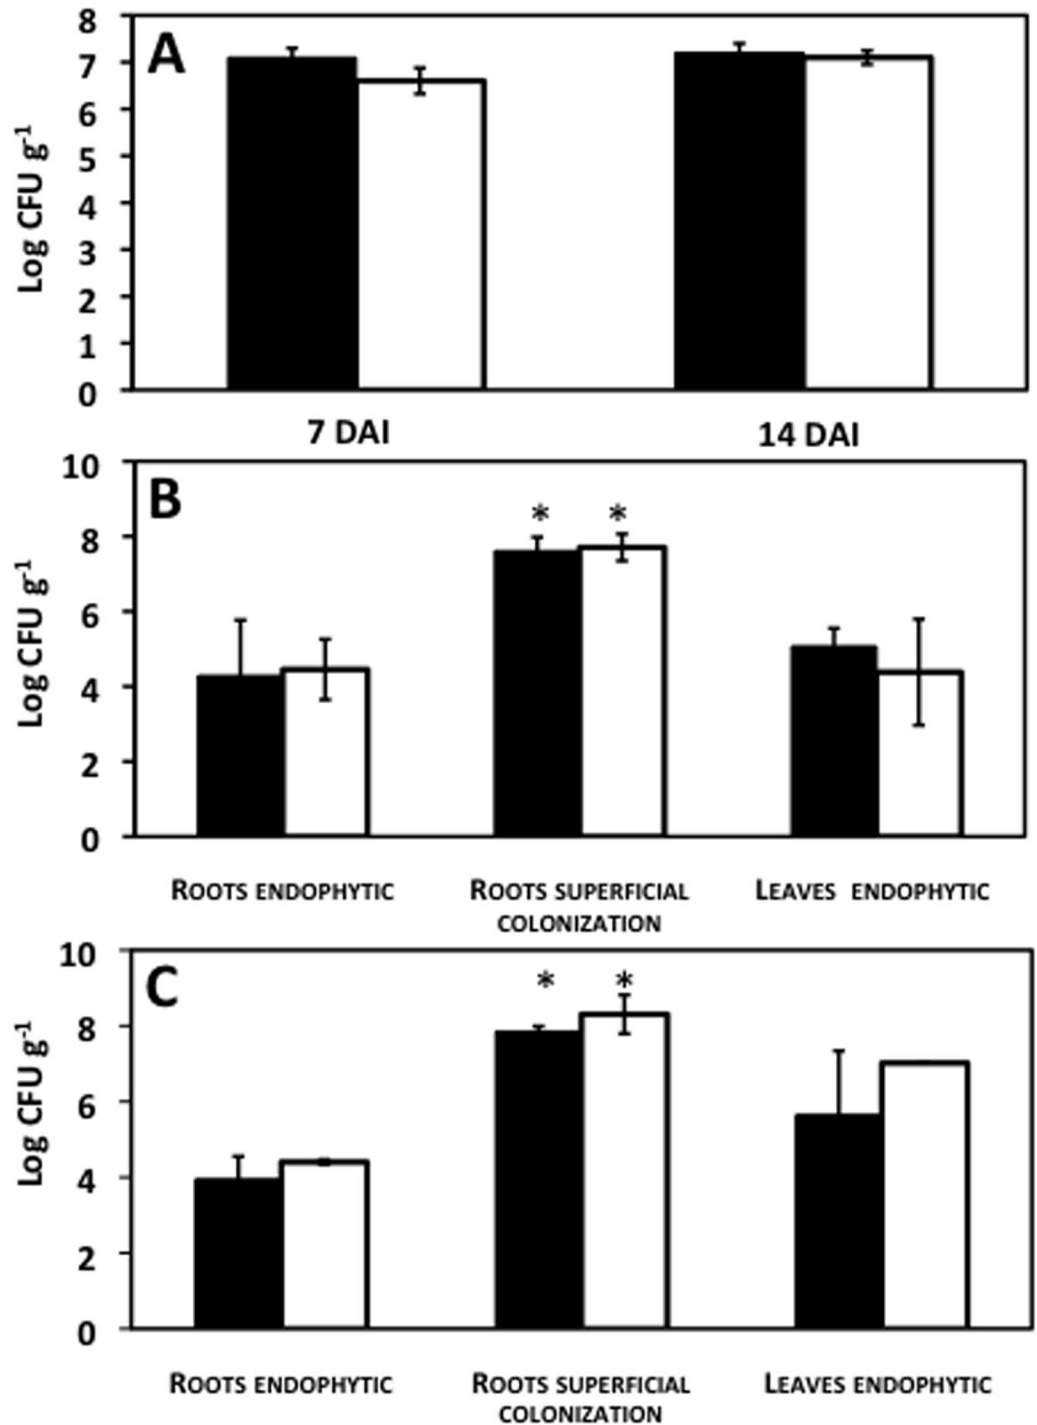 A
Log CFU g-1
8
7
6
5
4
3
2
1
0
7 DAI 14 DAI
B
Log CFU g-1
10
8
6
4
2
0
* *
ROOTS ENDOPHYTIC ROOTS SUPERFICIAL LEAVES ENDOPHYTIC
COLONIZATION
C
Log CFU g-1
10
8
6
4
2
0
* *
ROOTS ENDOPHYTIC ROOTS SUPERFICIAL LEAVES ENDOPHYTIC
COLONIZATION